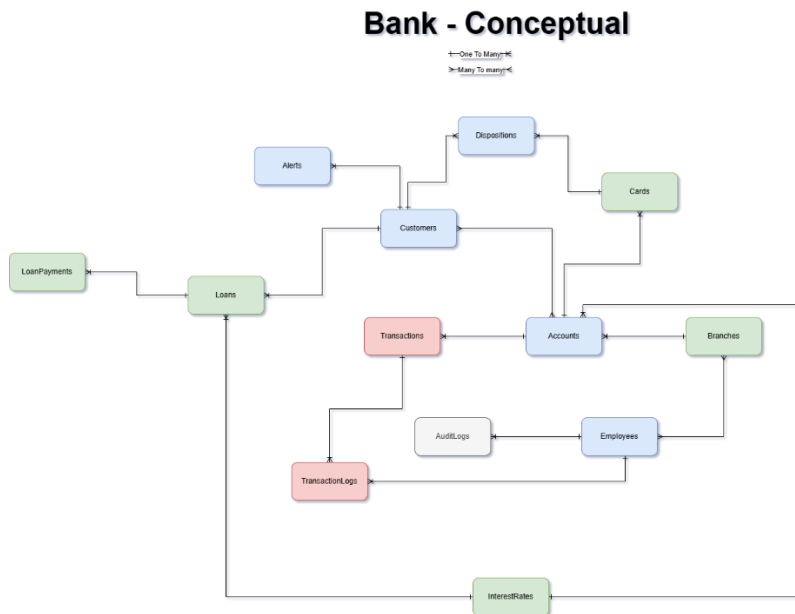 Bank - Conceptual
One To Many
Many To many
Dispositions
Alerts
Cards
Customers
LoanPayments
Loans
Transactions
Accounts
Branches
AuditLogs
Employees
TransactionLogs
InterestRates